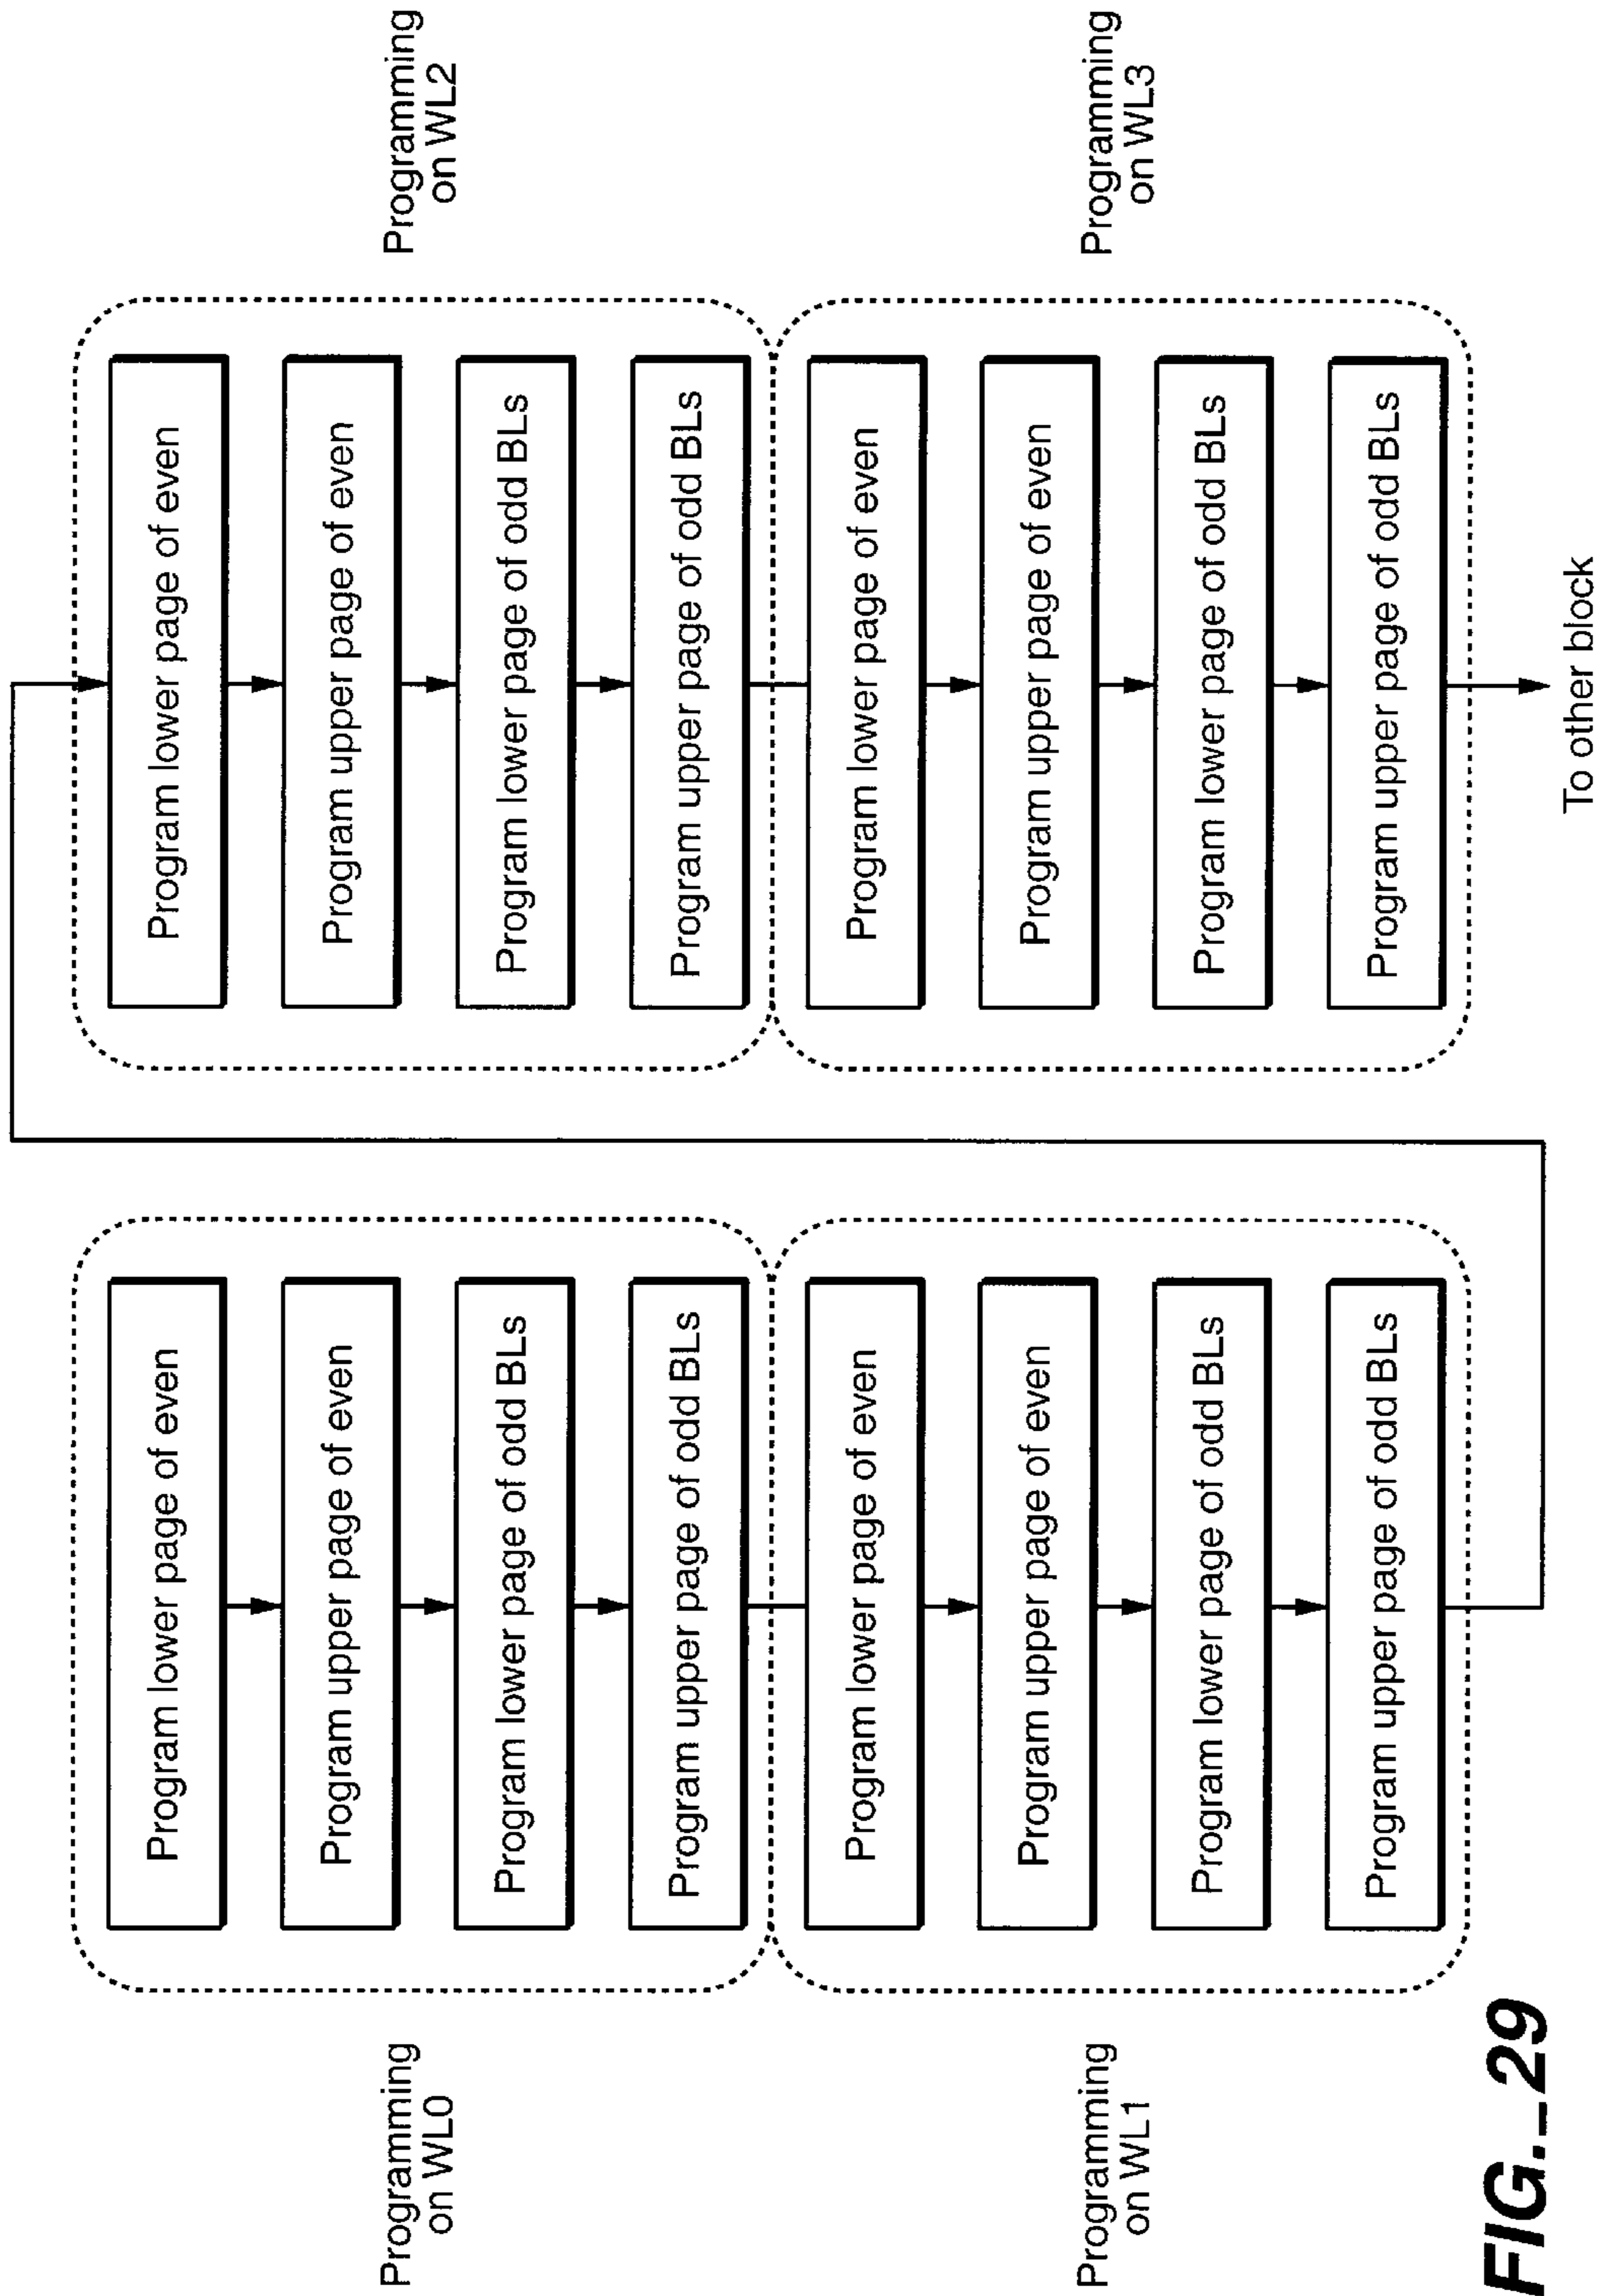 Programming
on WL0
Program lower page of even
Program upper page of even
Program lower page of odd BLs
Program upper page of odd BLs
Programming
on WL1
Program lower page of even
Program upper page of even
Program lower page of odd BLs
Program upper page of odd BLs
Programming
on WL2
Program lower page of even
Program upper page of even
Program lower page of odd BLs
Program upper page of odd BLs
Programming
on WL3
Program lower page of even
Program upper page of even
Program lower page of odd BLs
Program upper page of odd BLs
To other block
FIG._29